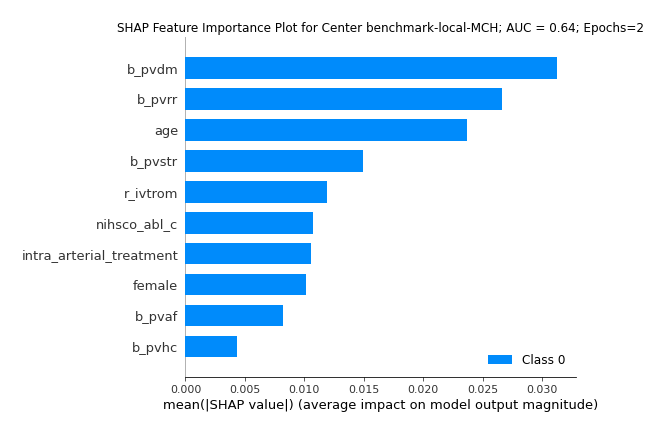 SHAP Feature Importance Plot for Center benchmark-local-MCH; AUC = 0.64; Epochs=2
b_pvdm
b_pvrr
age
b_pvstr
r_ivtrom
nihsco_abl_c
intra_arterial_treatment
female
b_pvaf
b_pvhc
Class 0
0.000 0.005 0.010 0.015 0.020 0.025 0.030
mean(|SHAP value|) (average impact on model output magnitude)